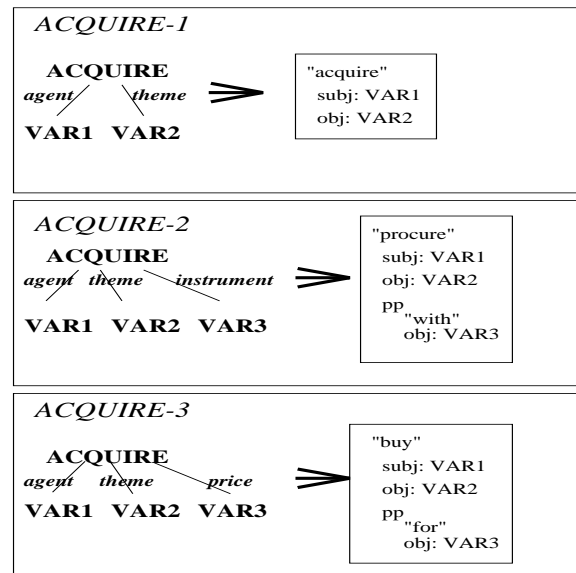 ACQUIRE-1
ACQUIRE
agent theme
VAR1 VAR2
"acquire"
subj: VAR1
obj: VAR2
ACQUIRE-2
ACQUIRE
agent theme instrument
VAR1 VAR2 VAR3
"procure"
subj: VAR1
obj: VAR2
pp
"with"
obj: VAR3
ACQUIRE-3
ACQUIRE
agent theme price
VAR1 VAR2 VAR3
"buy"
subj: VAR1
obj: VAR2
pp
"for"
obj: VAR3